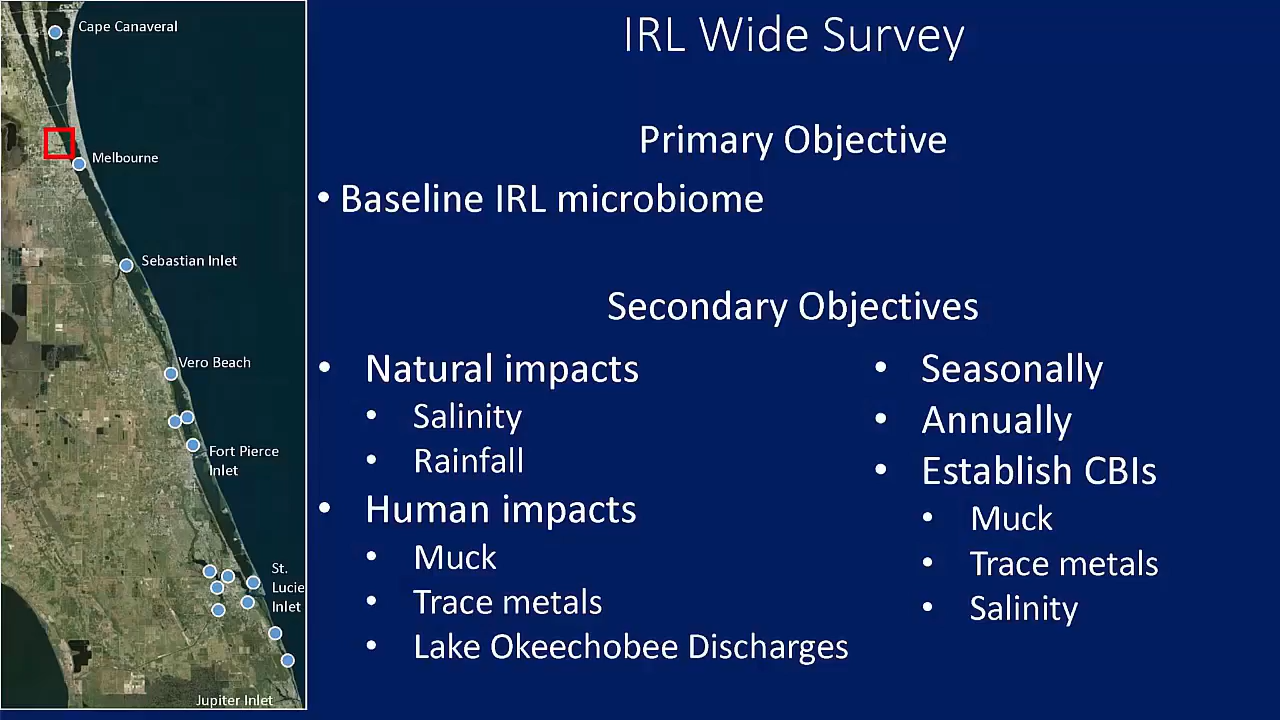 Cape Canaveral
Melbourne
Sebastian Inlet
Vero Beach
Fort Pierce
Inlet
St.
Lucie
Inlet
Jupiter Inlet
IRL Wide Survey
Primary Objective
• Baseline IRL microbiome
Secondary Objectives
• Natural impacts
• Salinity
• Rainfall
• Human impacts
• Muck
• Trace metals
• Lake Okeechobee Discharges
• Seasonally
• Annually
• Establish CBIs
• Muck
• Trace metals
• Salinity